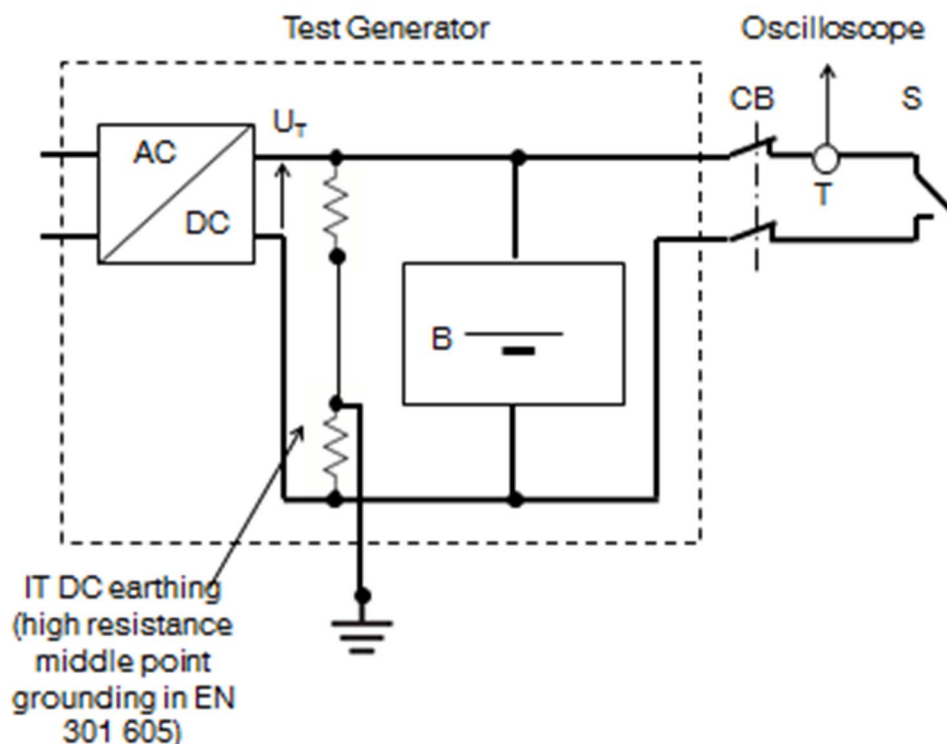 Test Generator
Oscilloscope
AC
DC
U_T
CB
S
T
B
IT DC earthing
(high resistance
middle point
grounding in EN
301 605)